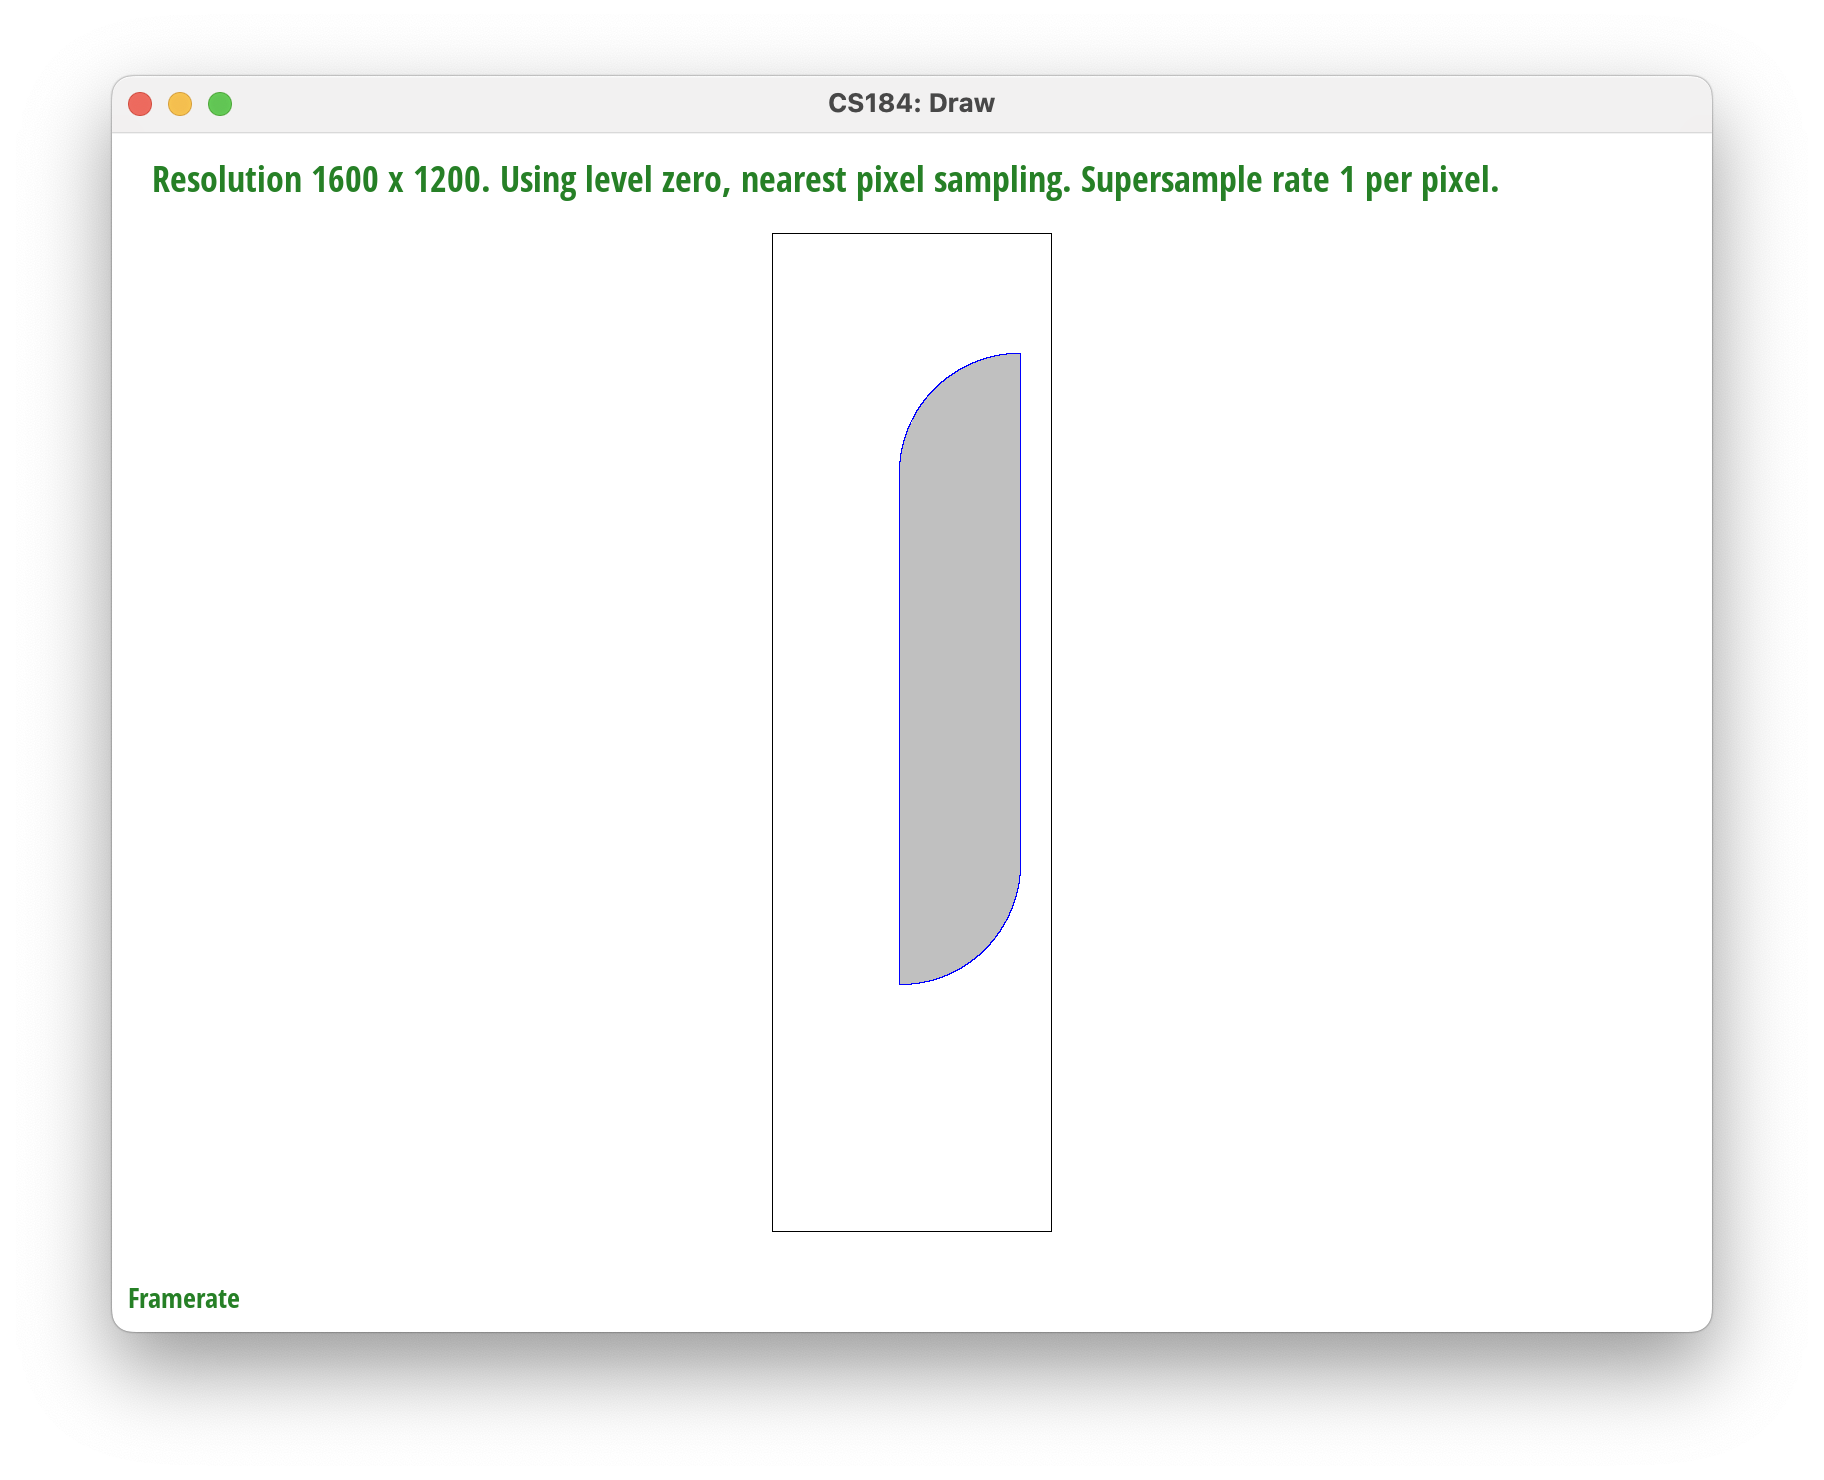 CS184: Draw
Resolution 1600 x 1200. Using level zero, nearest pixel sampling. Supersample rate 1 per pixel.
Framerate